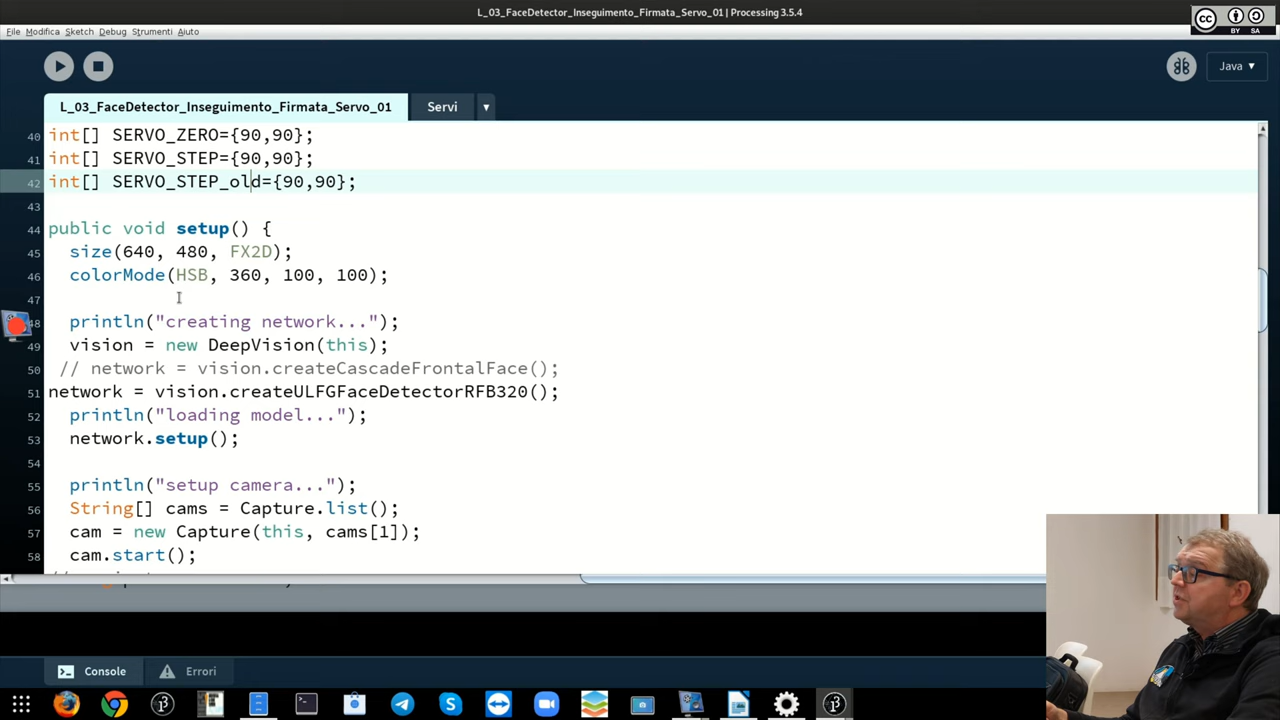 L_03_FaceDetector_Inseguimento_Firmata_Servo_01 | Processing 3.5.4
cc BY SA
File Modifica Sketch Debug Strumenti Aiuto
Java ▼
L_03_FaceDetector_Inseguimento_Firmata_Servo_01 Servi ▼
40 int[] SERVO_ZERO={90,90};
41 int[] SERVO_STEP={90,90};
42 int[] SERVO_STEP_old={90,90};
43
44 public void setup() {
45 size(640, 480, FX2D);
46 colorMode(HSB, 360, 100, 100);
47
48 println("creating network...");
49 vision = new DeepVision(this);
50 // network = vision.createCascadeFrontalFace();
51 network = vision.createULFGFaceDetectorRFB320();
52 println("loading model...");
53 network.setup();
54
55 println("setup camera...");
56 String[] cams = Capture.list();
57 cam = new Capture(this, cams[1]);
58 cam.start();
Console Errori